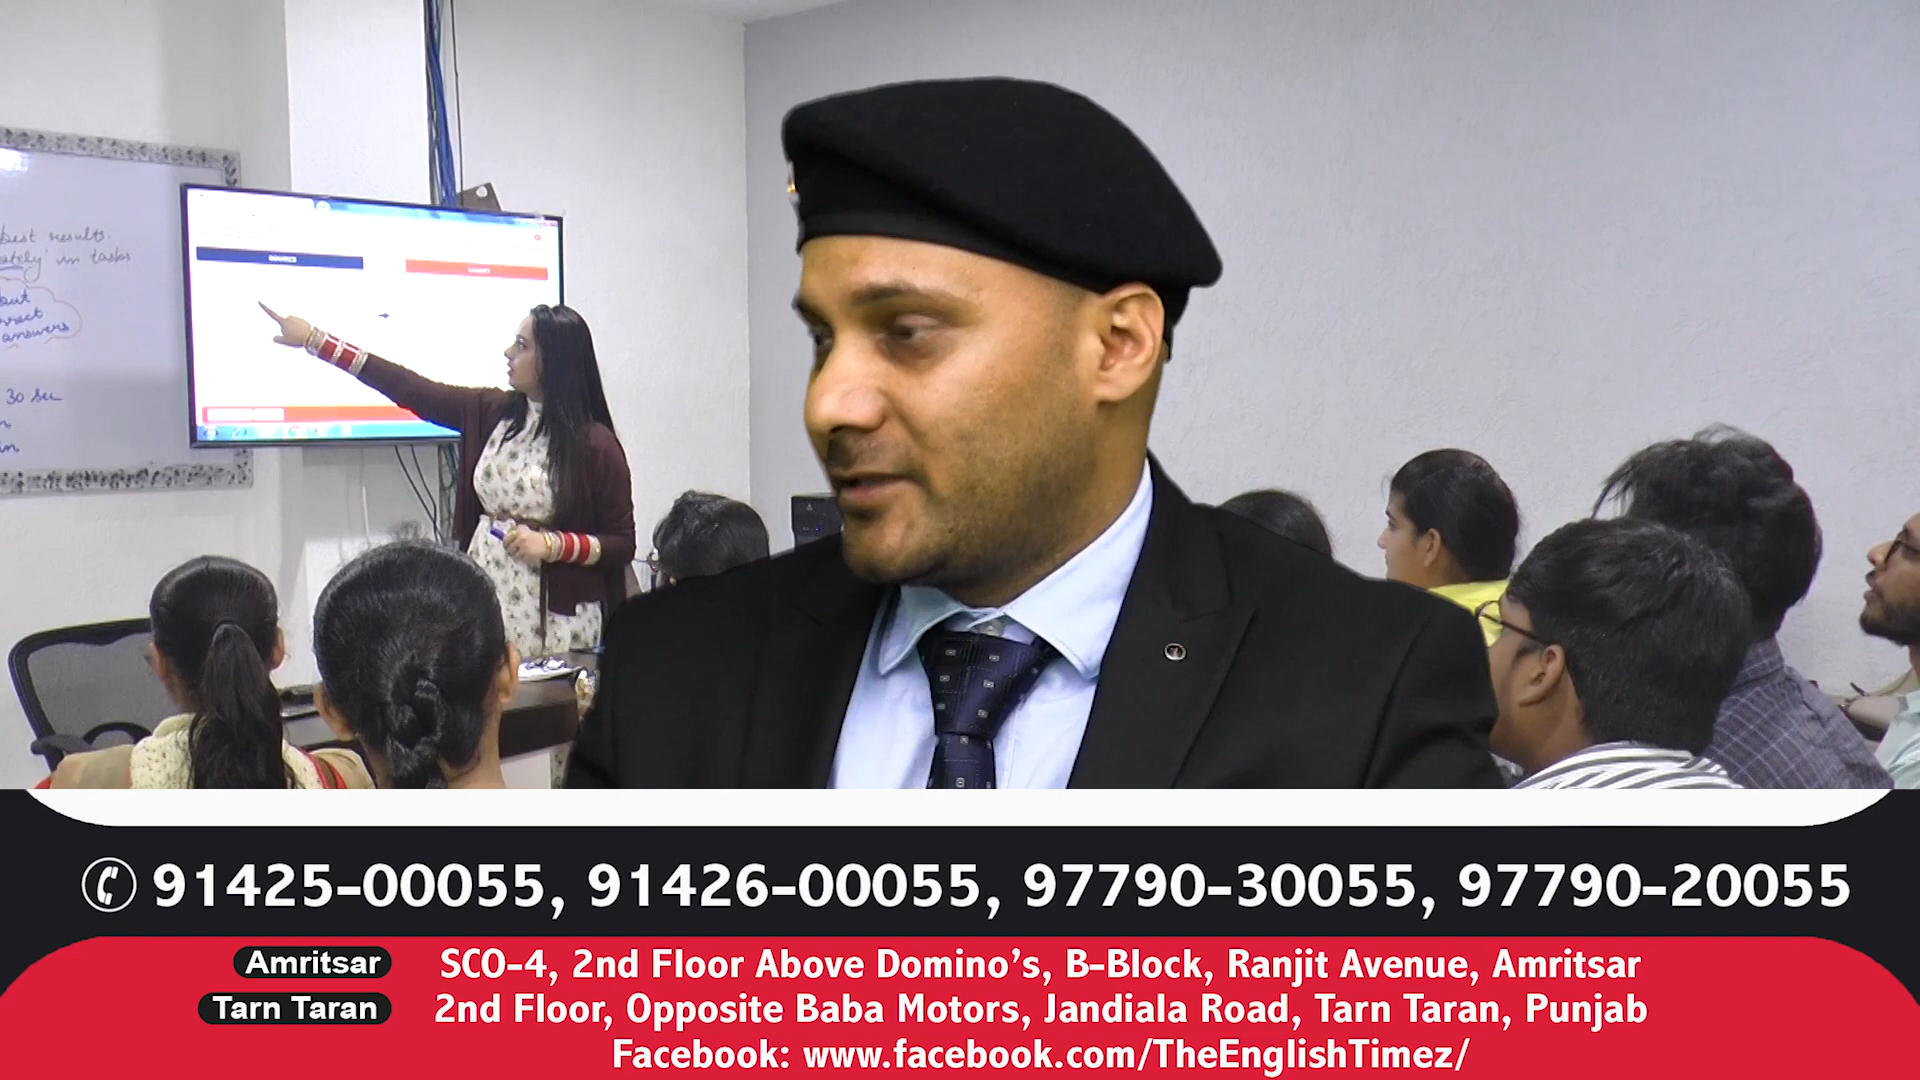 best results.
in tasks
but
answers
30 sec
91425-00055, 91426-00055, 97790-30055, 97790-20055
Amritsar SCO-4, 2nd Floor Above Domino's, B-Block, Ranjit Avenue, Amritsar
Tarn Taran 2nd Floor, Opposite Baba Motors, Jandiala Road, Tarn Taran, Punjab
Facebook: www.facebook.com/TheEnglishTimez/